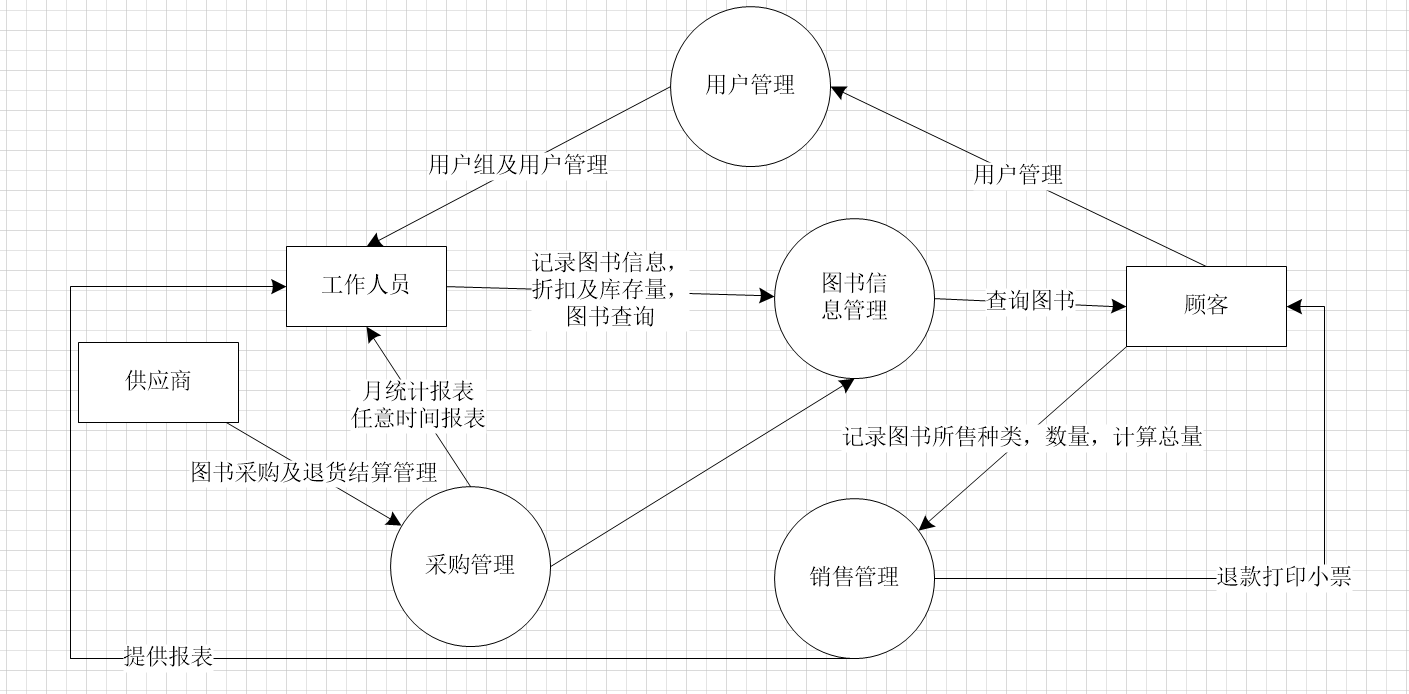 用户管理
用户组及用户管理
用户管理
工作人员
记录图书信息，
折扣及库存量，
图书查询
图书信
息管理
查询图书
顾客
供应商
月统计报表
任意时间报表
图书采购及退货结算管理
记录图书所售种类，数量，计算总量
采购管理
销售管理
退款打印小票
提供报表